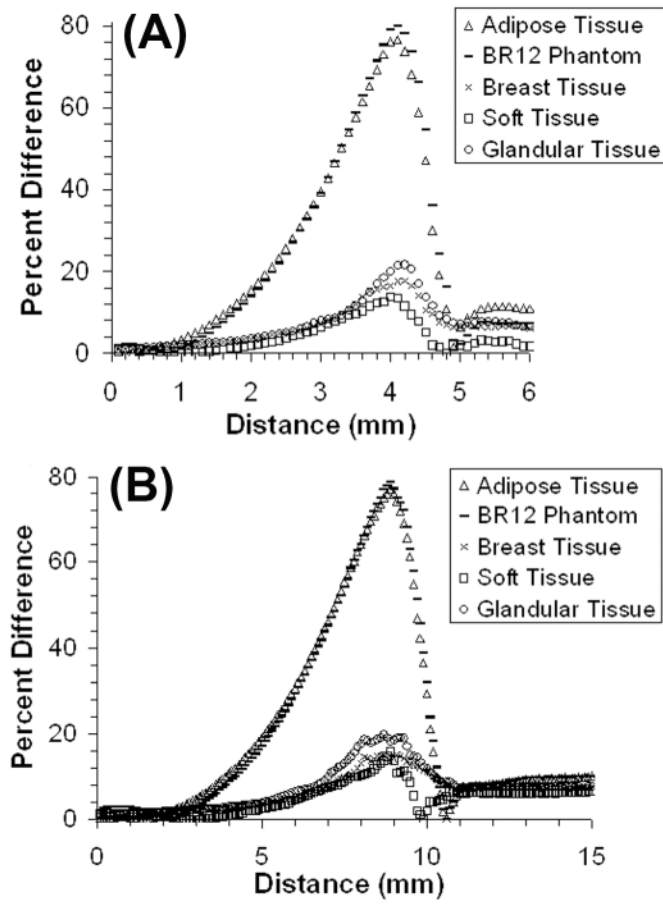 (A)
Adipose Tissue
BR12 Phantom
Breast Tissue
Soft Tissue
Glandular Tissue
Percent Difference
80
60
40
20
0
0 1 2 3 4 5 6
Distance (mm)
(B)
Adipose Tissue
BR12 Phantom
Breast Tissue
Soft Tissue
Glandular Tissue
Percent Difference
80
60
40
20
0
0 5 10 15
Distance (mm)